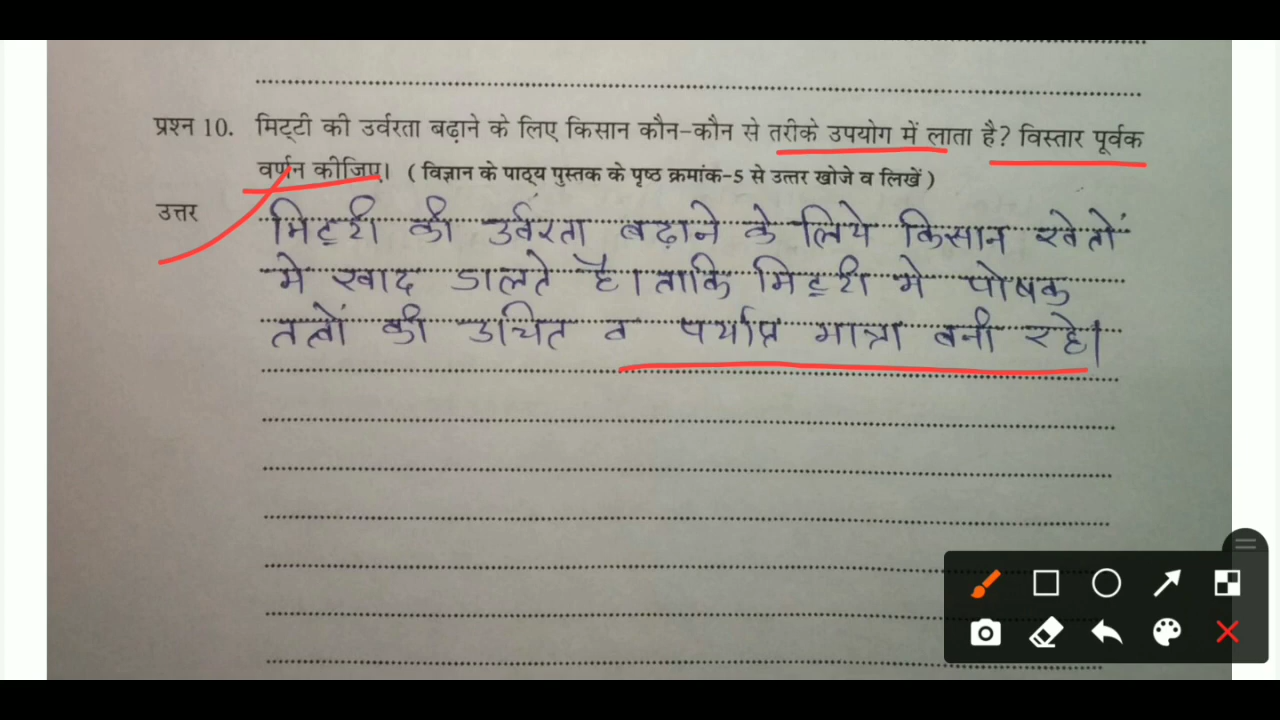 प्रश्न 10. मिट्टी की उर्वरता बढ़ाने के लिए किसान कौन-कौन से तरीके उपयोग में लाता है? विस्तार पूर्वक
वर्णन कीजिए। ( विज्ञान के पाठ्य पुस्तक के पृष्ठ क्रमांक-5 से उत्तर खोजे व लिखें )
उत्तर मिट्टी की उर्वरता बढ़ाने के लिये किसान खेतों
मे खाद डालते है। ताकि मिट्टी मे पोषक
तत्वों की उचित व पर्याप्त मात्रा बनी रहे।